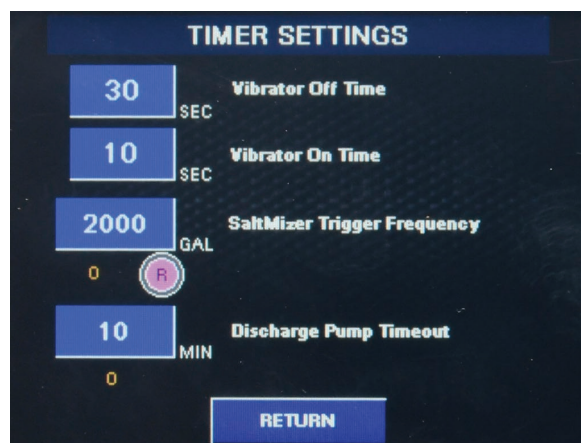 TIMER SETTINGS
30 SEC Vibrator Off Time
10 SEC Vibrator On Time
2000 GAL SaltMizer Trigger Frequency
0 R
10 MIN Discharge Pump Timeout
0
RETURN